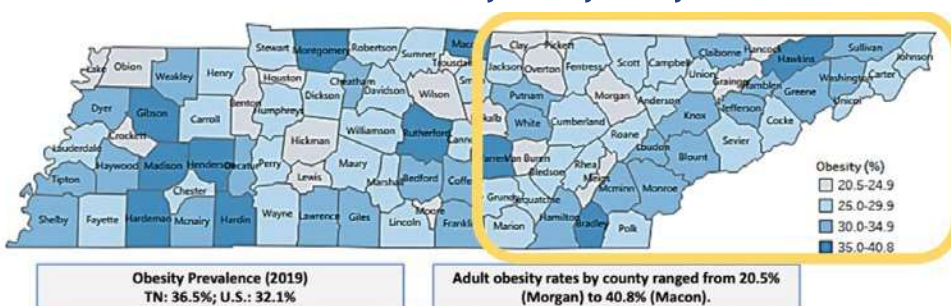 Stewart Montgomery Robertson Sumner Clay Pickett Claiborne Hancock Hawkins Sullivan Johnson
Lake Obion Weakley Henry Houston Trousdale Jackson Overton Fentress Scott Campbell Union Grainger Hamblen Washington Carter
Dyer Gibson Carroll Benton Humphreys Dickson Cheatham Davidson Wilson Putnam Morgan Anderson Knox Jefferson Greene Unicoi
Lauderdale Crockett Hickman Williamson Rutherford White Cumberland Roane Loudon Sevier Cocke
Tipton Haywood Madison Henderson Decatur Perry Lewis Maury Van Buren Bledsoe Rhea Meigs Blount
Chester Marshall Bedford Coffee Grundy Mcminn Monroe
Shelby Fayette Hardeman Mcnairy Hardin Wayne Lawrence Giles Lincoln Moore Franklin Marion Hamilton Bradley Polk
Obesity (%)
20.5-24.9
25.0-29.9
30.0-34.9
35.0-40.8
Obesity Prevalence (2019)
TN: 36.5%; U.S.: 32.1%
Adult obesity rates by county ranged from 20.5%
(Morgan) to 40.8% (Macon).